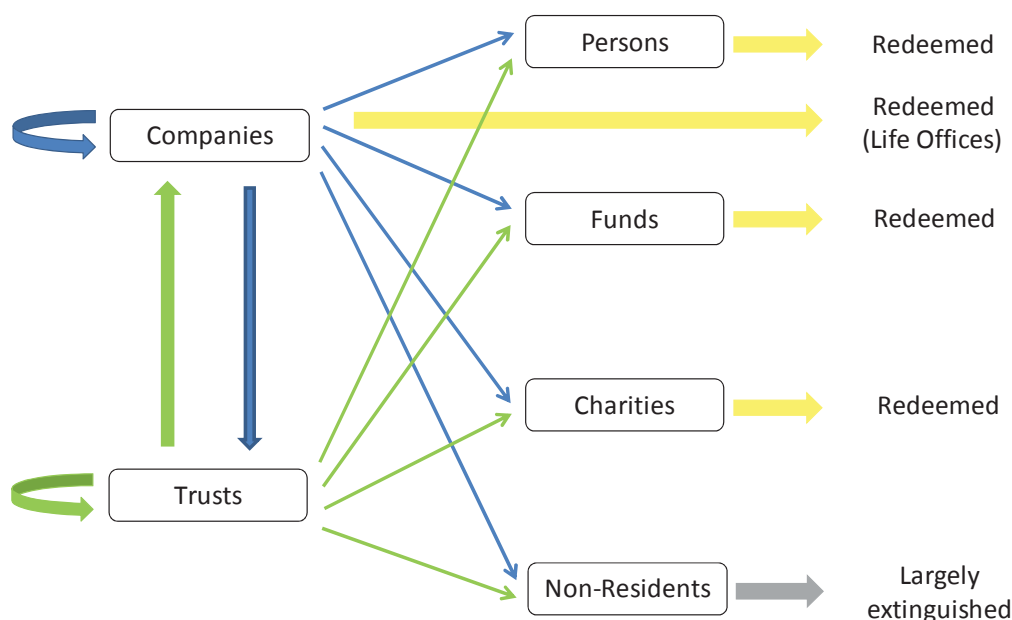 Persons
Redeemed
Companies
Redeemed
(Life Offices)
Funds
Redeemed
Charities
Redeemed
Trusts
Non-Residents
Largely
extinguished